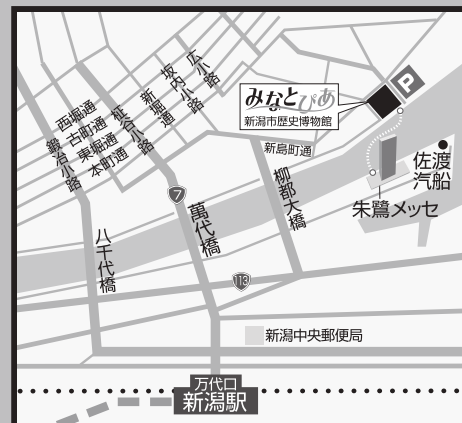 広小路
坂内小路
新堀通
柾谷小路
西堀通
古町通
東堀通
本町通
鍛冶小路
みなとぴあ
新潟市歴史博物館
P
新島町通
佐渡
汽船
朱鷺メッセ
柳都大橋
7
萬代橋
八千代橋
113
新潟中央郵便局
万代口
新潟駅